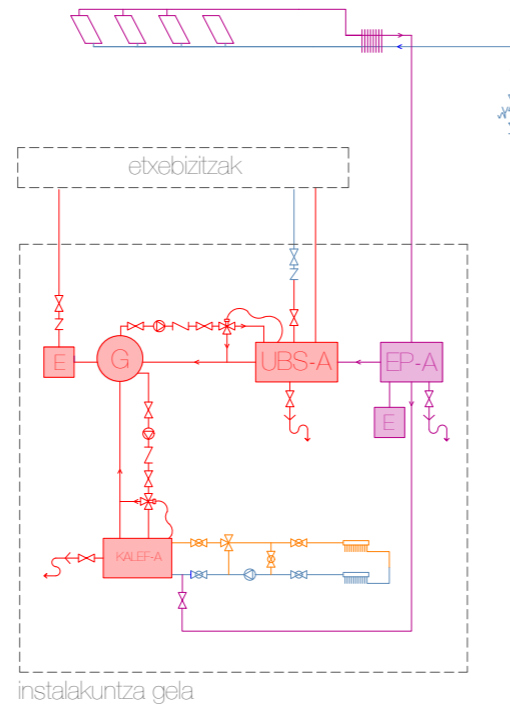 etxebizitzak
E
G
UBS-A
EP-A
E
KALEF-A
instalakuntza gela